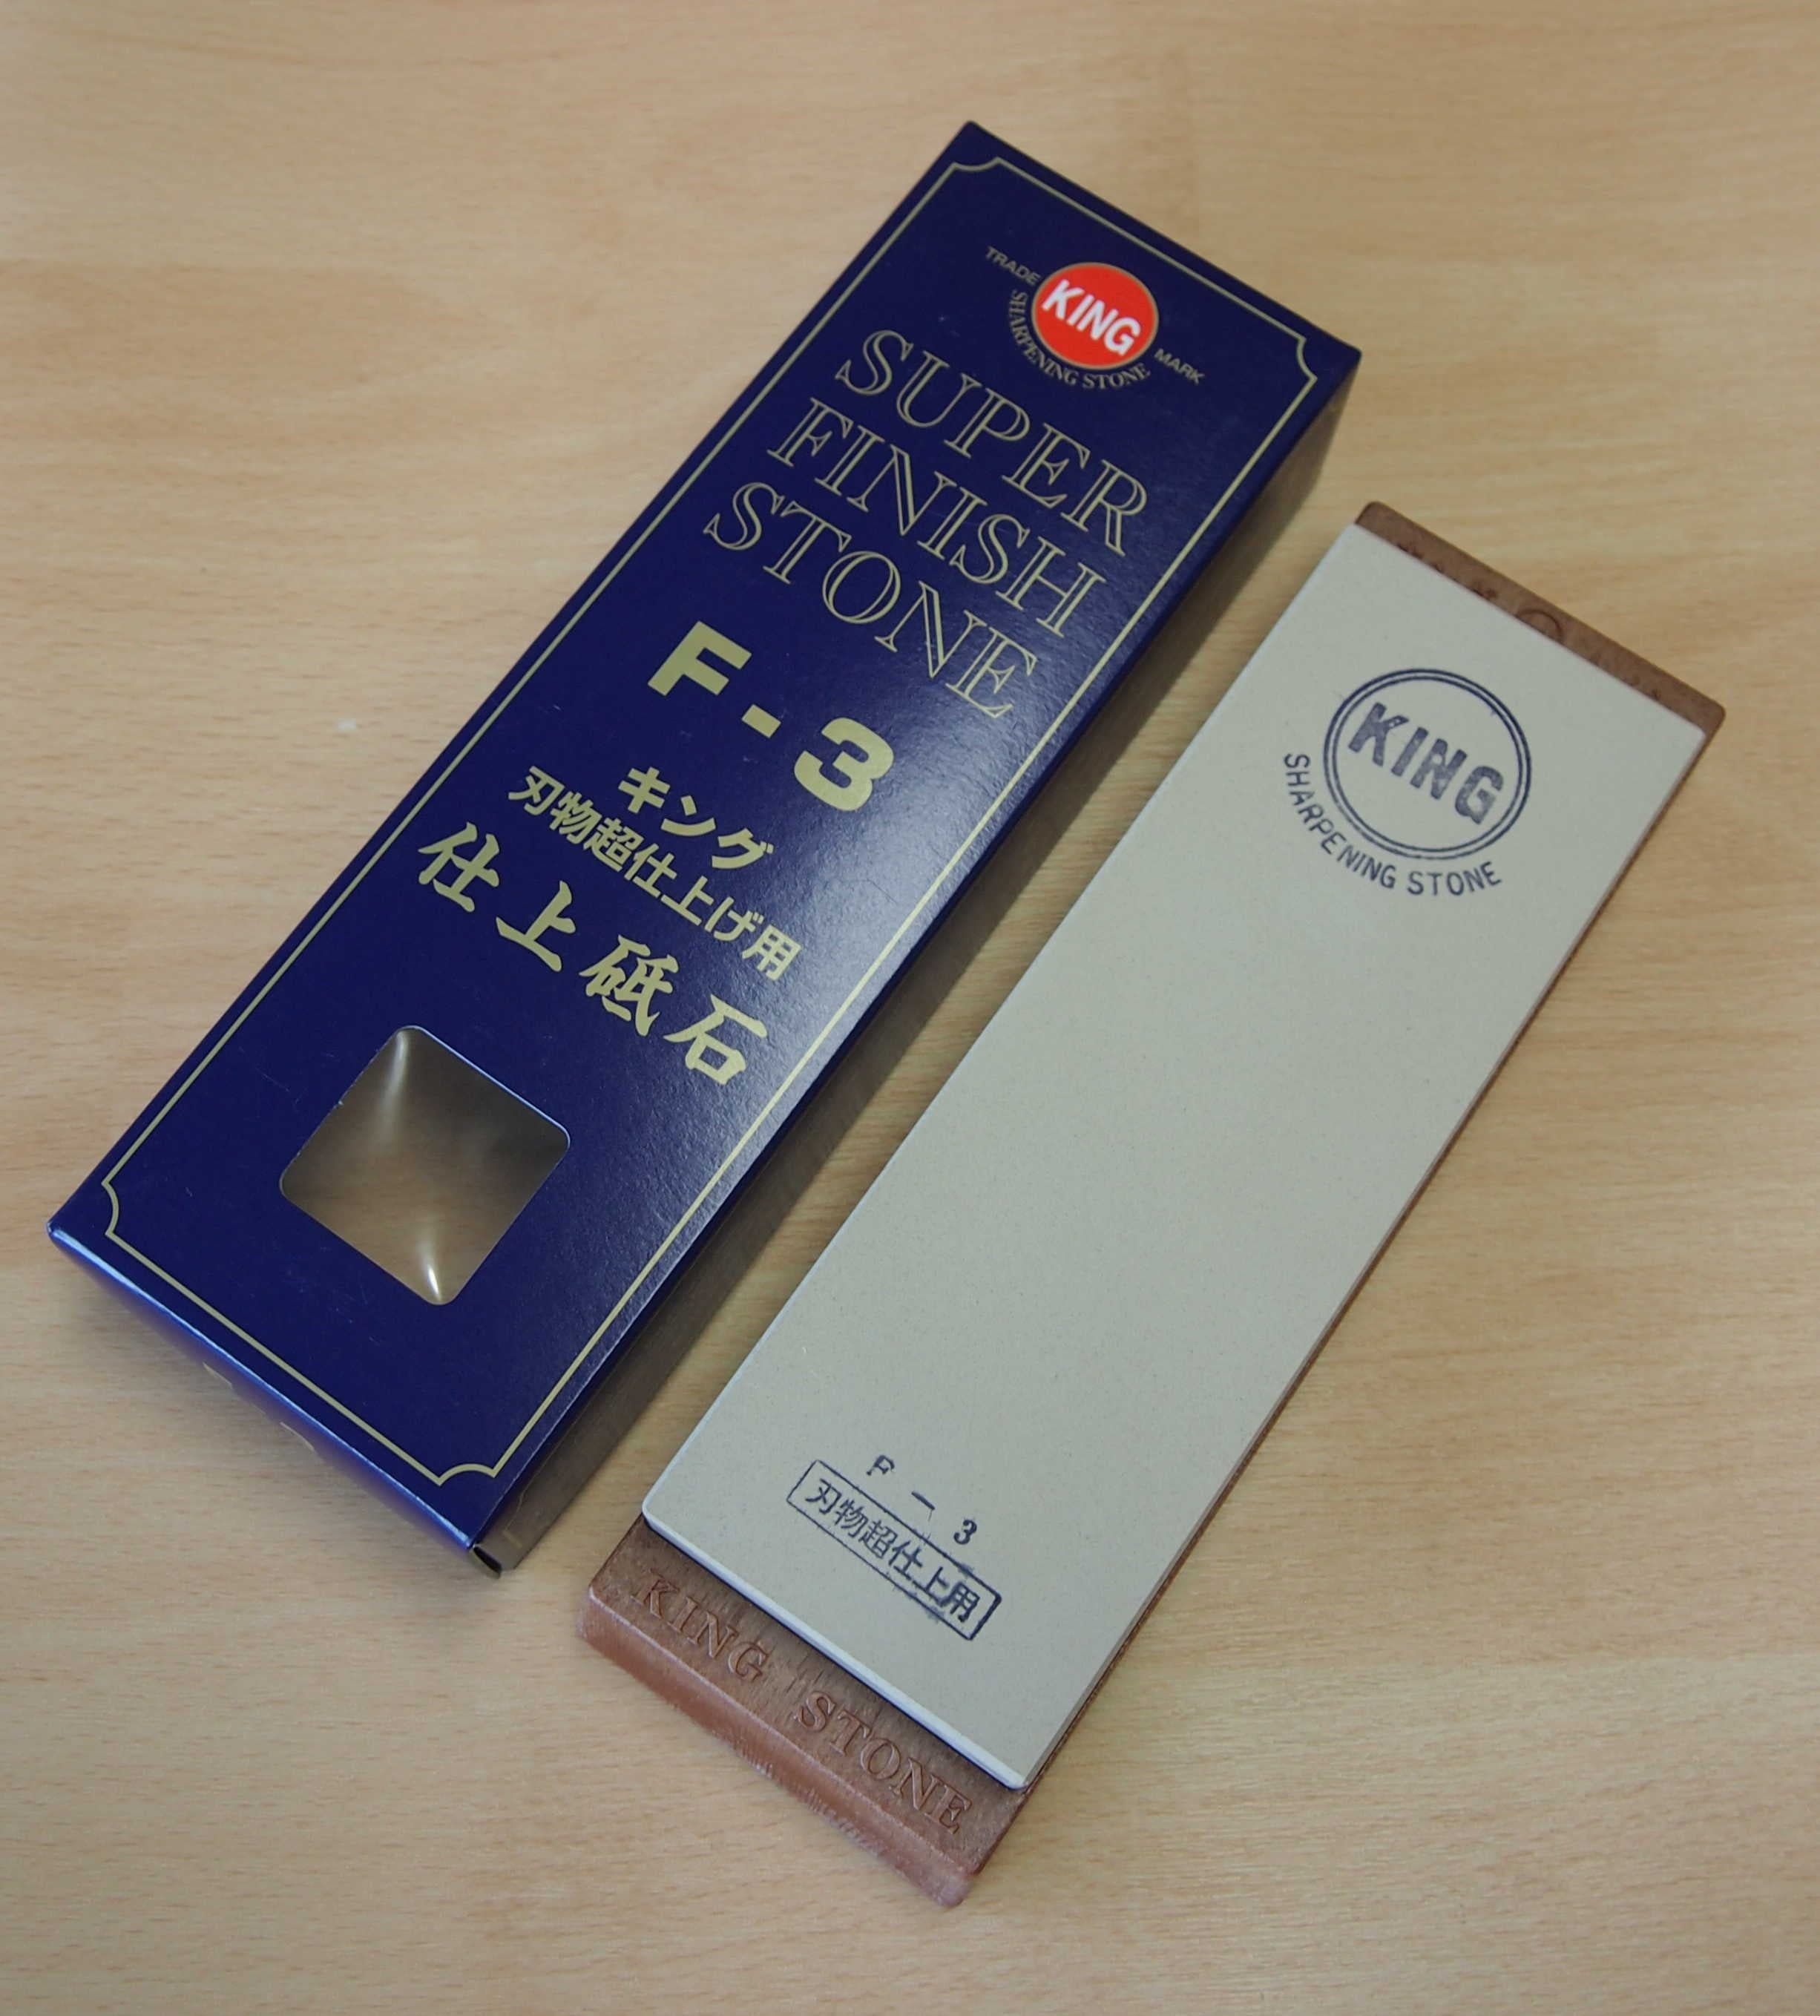 TRADE KING MARK
SHARPENING STONE
SUPER
FINISH
STONE
F-3
キング
刃物超仕上げ用
仕上砥石
KING
SHARPENING STONE
F-3
刃物超仕上用
KING STONE